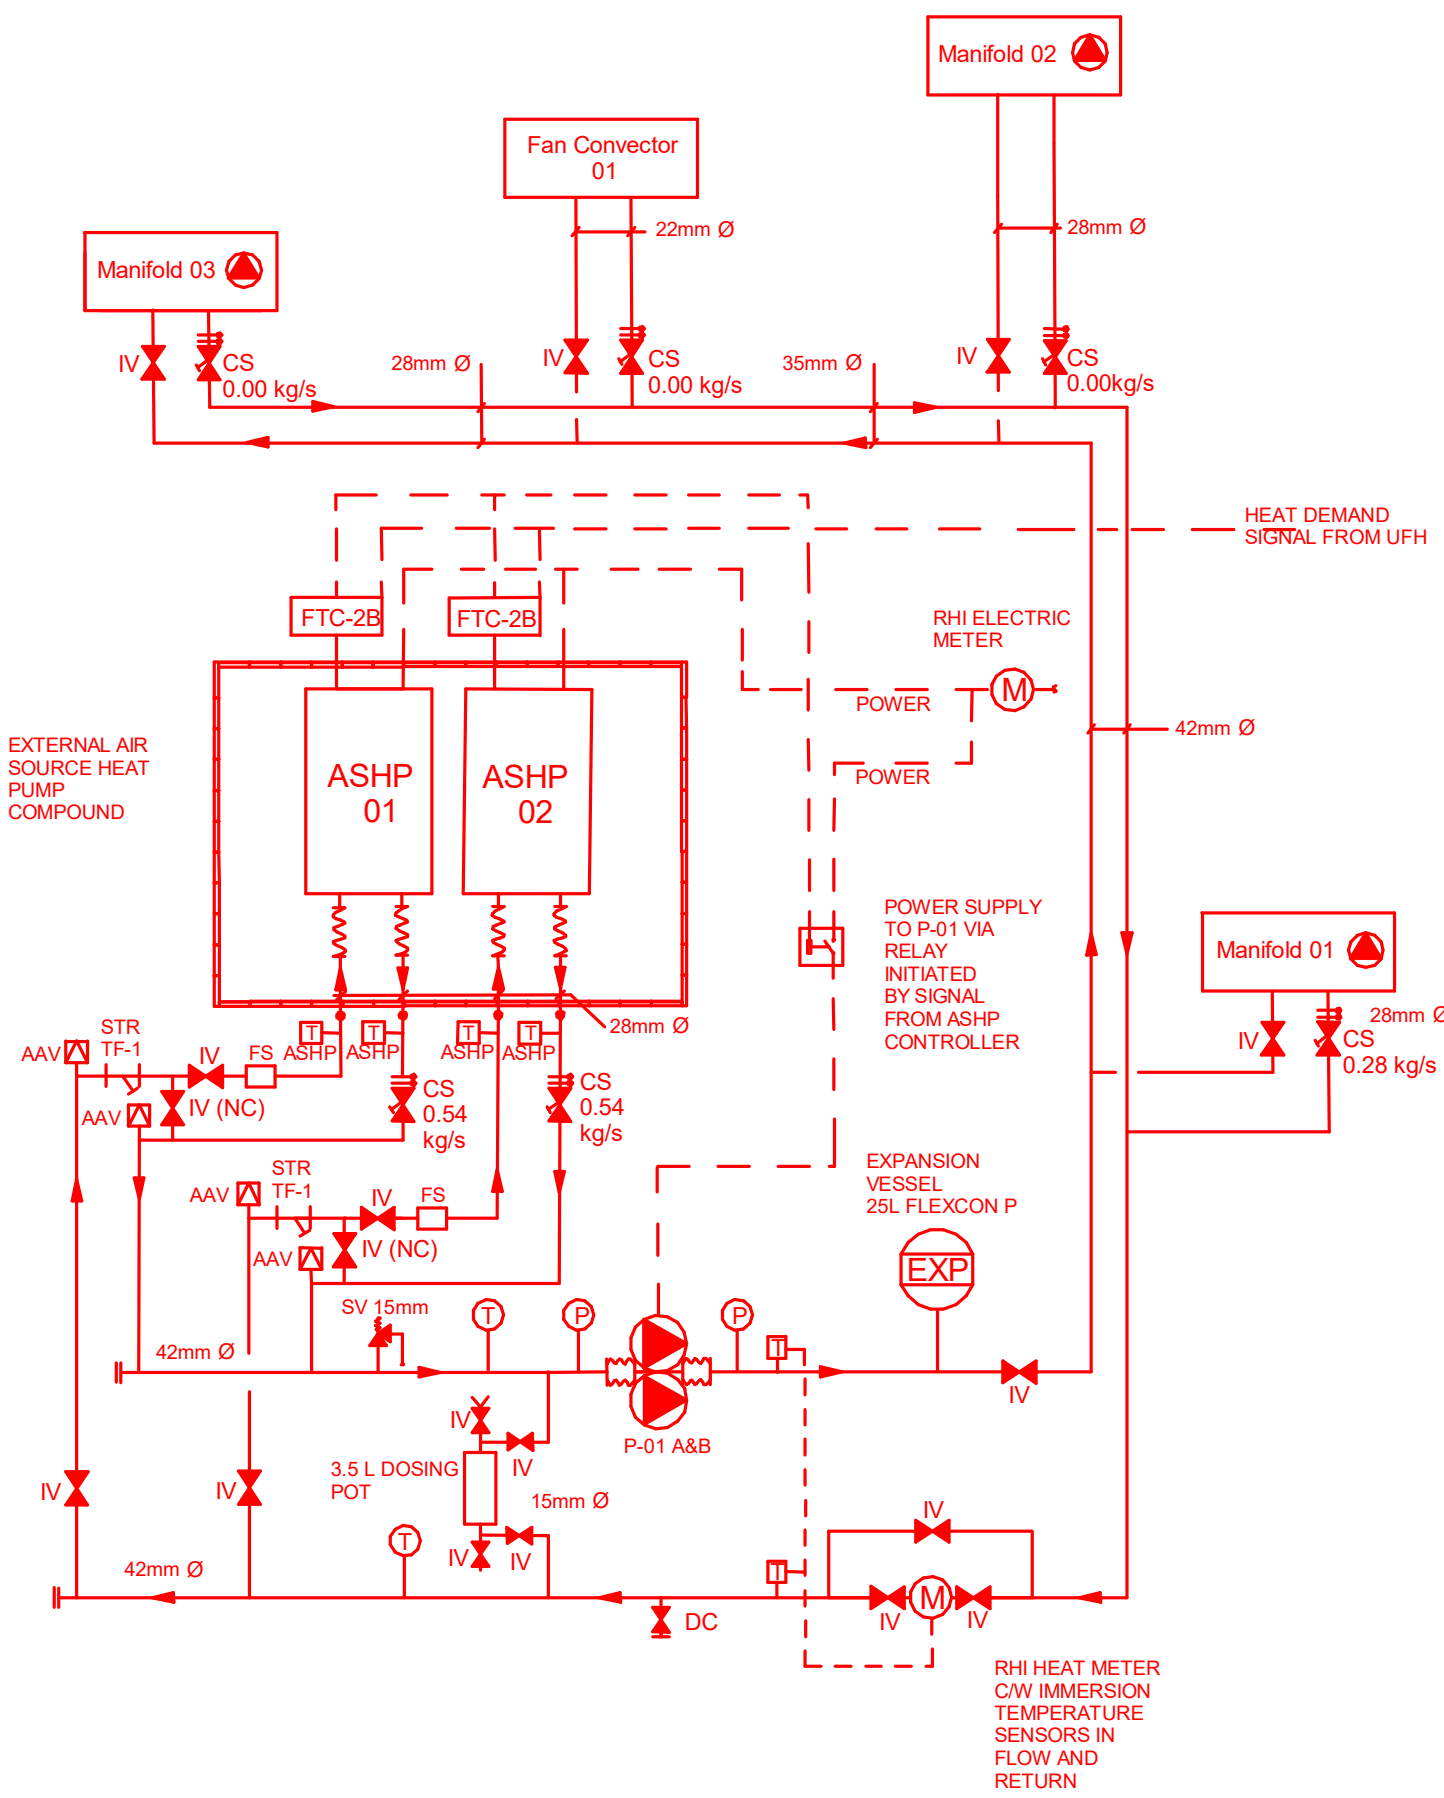 Manifold 02
Fan Convector
01
22mm Ø
28mm Ø
Manifold 03
IV
CS
0.00 kg/s
28mm Ø
IV
CS
0.00 kg/s
35mm Ø
IV
CS
0.00kg/s
HEAT DEMAND
SIGNAL FROM UFH
FTC-2B
FTC-2B
RHI ELECTRIC
METER
M
POWER
POWER
42mm Ø
EXTERNAL AIR
SOURCE HEAT
PUMP
COMPOUND
ASHP
01
ASHP
02
POWER SUPPLY
TO P-01 VIA
RELAY
INITIATED
BY SIGNAL
FROM ASHP
CONTROLLER
Manifold 01
28mm Ø
IV
CS
0.28 kg/s
28mm Ø
T
ASHP
T
ASHP
T
ASHP
T
ASHP
AAV
STR
TF-1
IV
FS
AAV
IV (NC)
CS
0.54
kg/s
CS
0.54
kg/s
AAV
STR
TF-1
IV
FS
AAV
IV (NC)
EXPANSION
VESSEL
25L FLEXCON P
EXP
SV 15mm
T
P
P
T
42mm Ø
IV
P-01 A&B
IV
IV
3.5 L DOSING
POT
15mm Ø
IV
IV
IV
IV
T
IV
T
42mm Ø
M
IV
IV
DC
RHI HEAT METER
C/W IMMERSION
TEMPERATURE
SENSORS IN
FLOW AND
RETURN